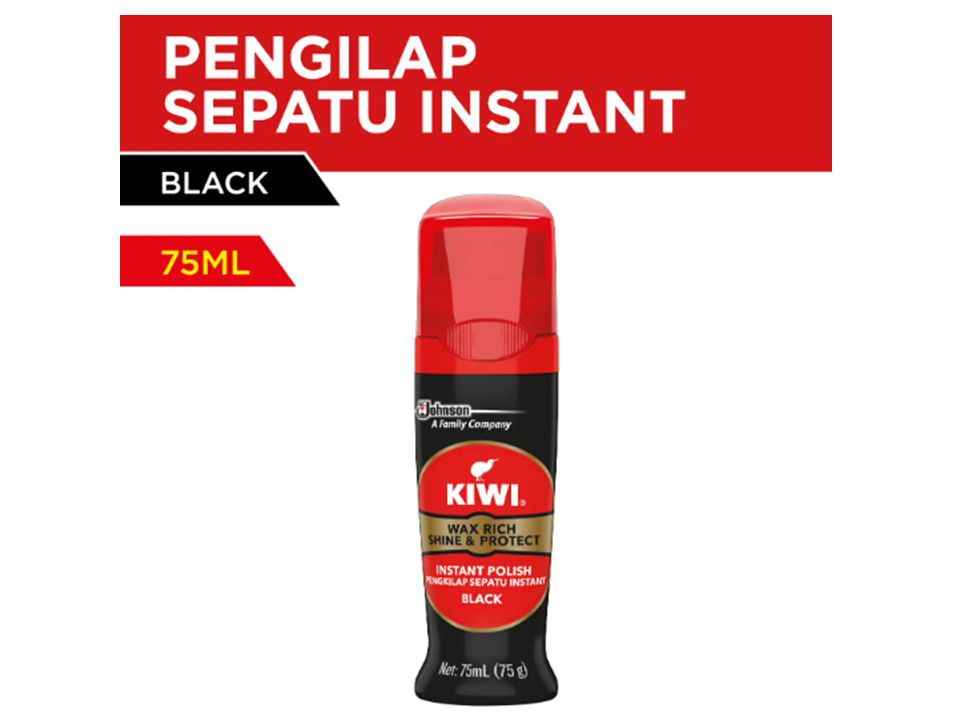 PENGILAP
SEPATU INSTANT
BLACK
75ML
Johnson
A Family Company
KIWI®
WAX RICH
SHINE & PROTECT
INSTANT POLISH
PENGKILAP SEPATU INSTANT
BLACK
Net: 75mL (75 g)